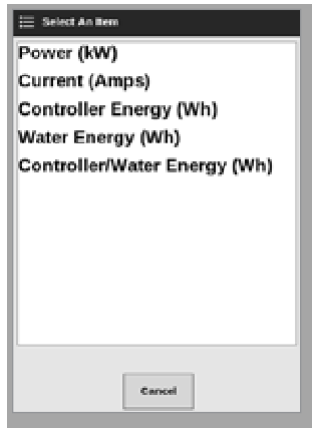 Select An Item
Power (kW)
Current (Amps)
Controller Energy (Wh)
Water Energy (Wh)
Controller/Water Energy (Wh)
Cancel